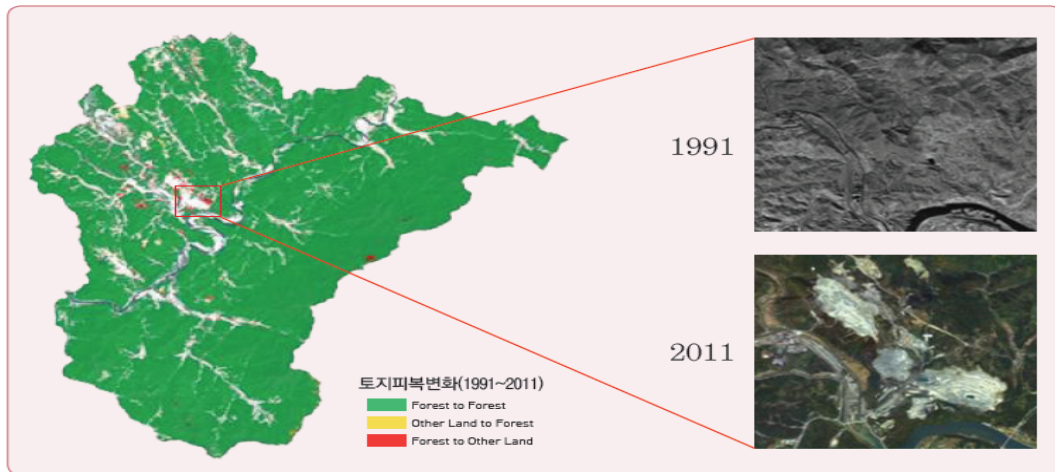 1991
2011
토지피복변화(1991~2011)
Forest to Forest
Other Land to Forest
Forest to Other Land